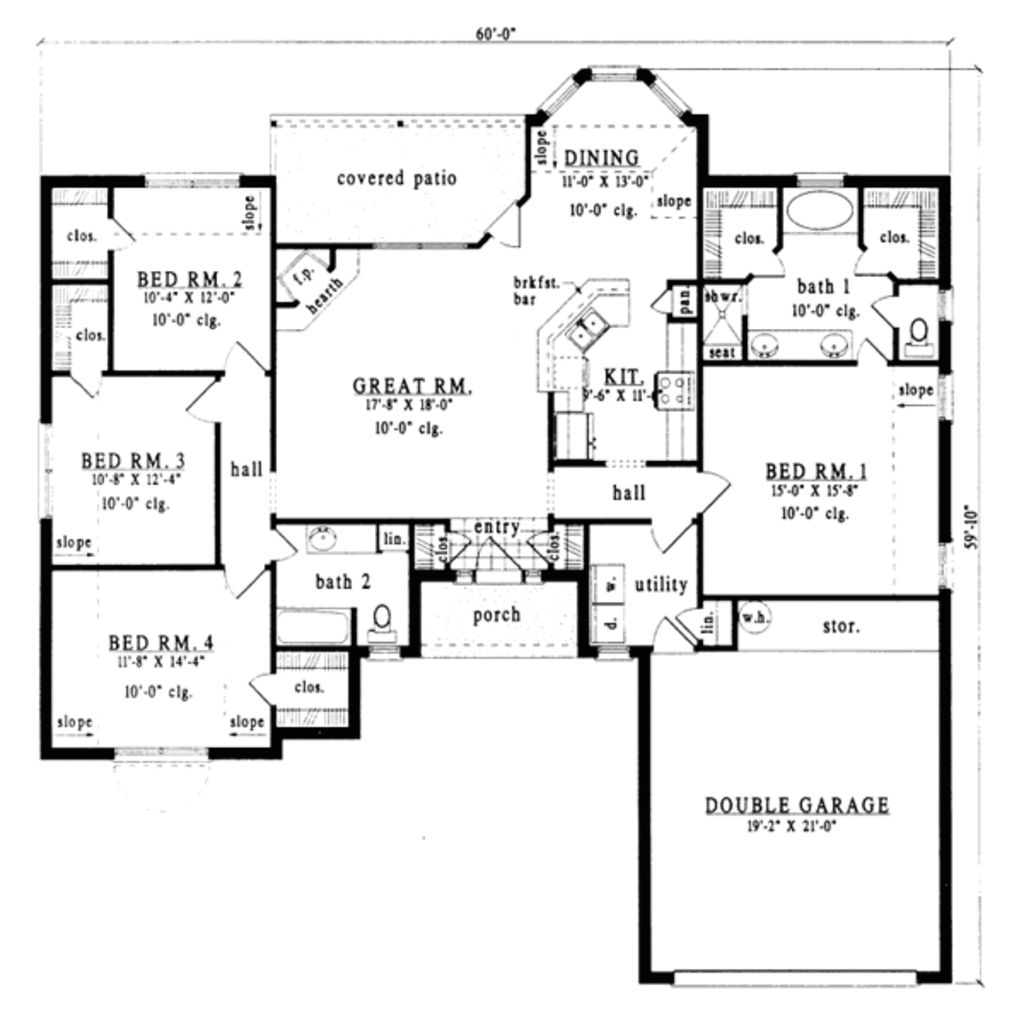 60'-0"
covered patio
slope
DINING
11'-0" X 13'-0"
10'-0" clg.
slope
clos.
slope
BED RM. 2
10'-4" X 12'-0"
10'-0" clg.
f.p.
hearth
brkfst.
bar
pan.
clos.
clos.
bath 1
10'-0" clg.
shwr.
seat
clos.
GREAT RM.
17'-8" X 18'-0"
10'-0" clg.
KIT.
9'-6" X 11'-
slope
BED RM. 3
10'-8" X 12'-4"
10'-0" clg.
slope
hall
hall
BED RM. 1
15'-0" X 15'-8"
10'-0" clg.
59'-10"
lin.
clos.
entry
clos.
bath 2
porch
w.
d.
utility
lin.
w.h.
stor.
BED RM. 4
11'-8" X 14'-4"
10'-0" clg.
slope
slope
clos.
DOUBLE GARAGE
19'-2" X 21'-0"